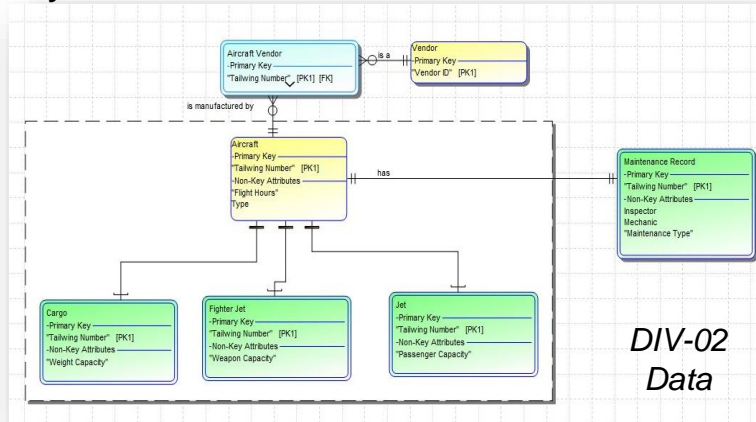 Aircraft Vendor
-Primary Key
"Tailwing Number" [PK1] [FK]
is a
Vendor
-Primary Key
"Vendor ID" [PK1]
is manufactured by
Aircraft
-Primary Key
"Tailwing Number" [PK1]
-Non-Key Attributes
"Flight Hours"
Type
has
Maintenance Record
-Primary Key
"Tailwing Number" [PK1]
-Non-Key Attributes
Inspector
Mechanic
"Maintenance Type"
Cargo
-Primary Key
"Tailwing Number" [PK1]
-Non-Key Attributes
"Weight Capacity"
Fighter Jet
-Primary Key
"Tailwing Number" [PK1]
-Non-Key Attributes
"Weapon Capacity"
Jet
-Primary Key
"Tailwing Number" [PK1]
-Non-Key Attributes
"Passenger Capacity"
DIV-02
Data